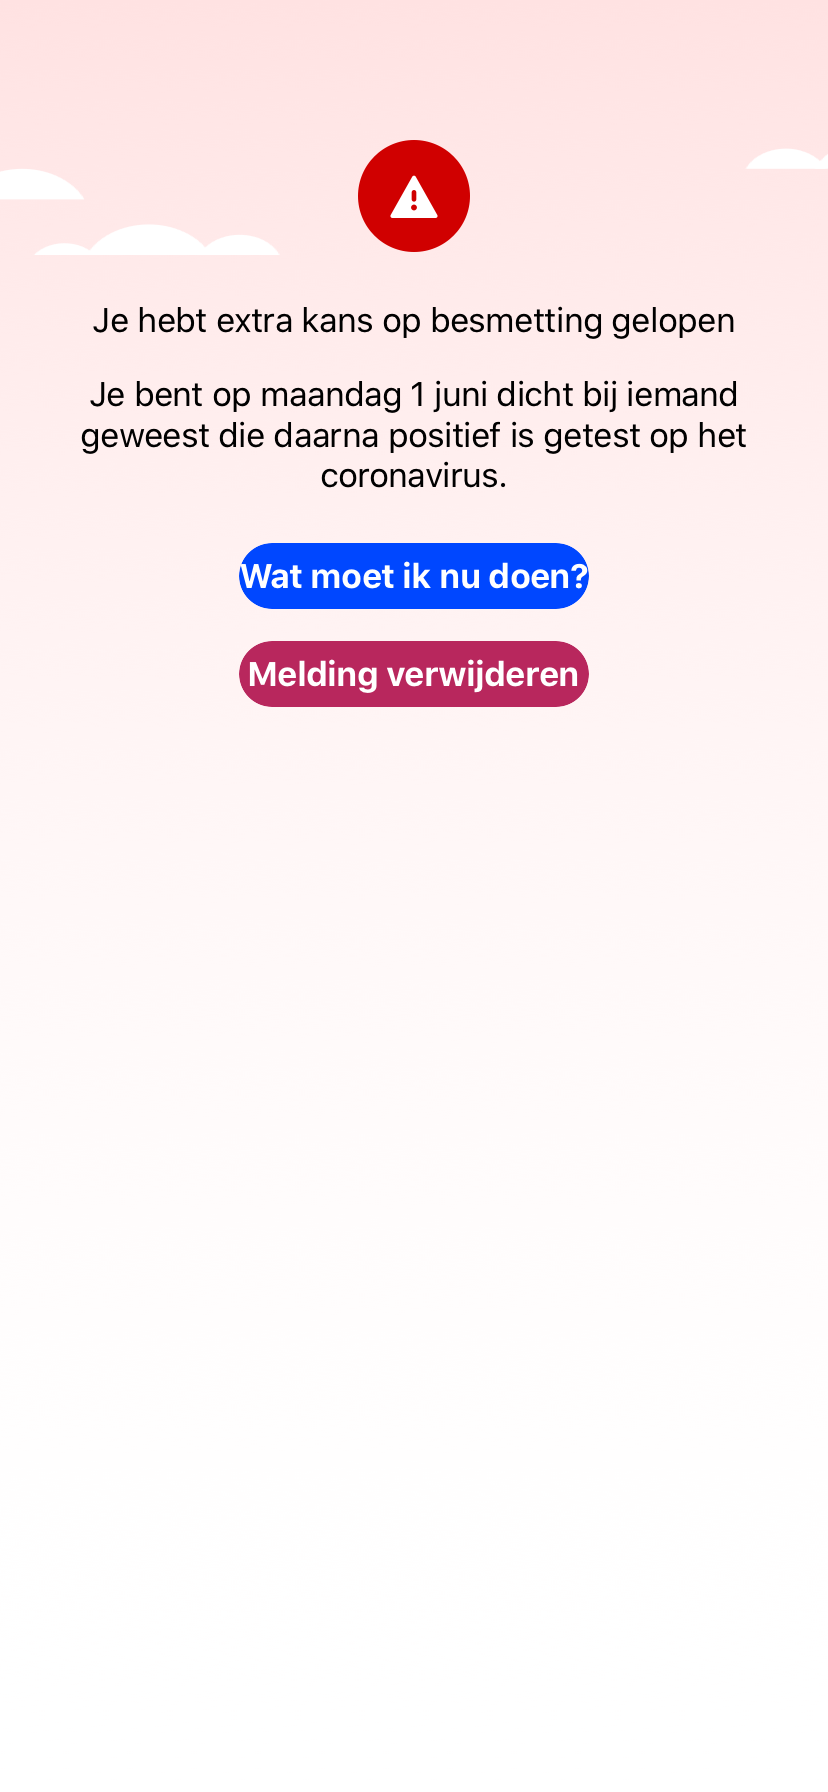 Je hebt extra kans op besmetting gelopen
Je bent op maandag 1 juni dicht bij iemand
geweest die daarna positief is getest op het
coronavirus.
Wat moet ik nu doen?
Melding verwijderen